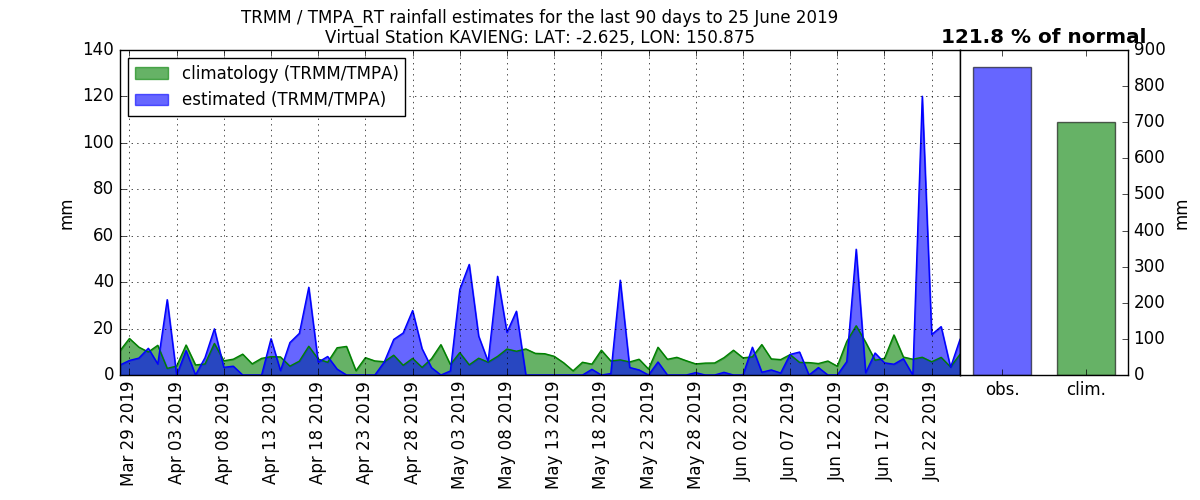 TRMM / TMPA_RT rainfall estimates for the last 90 days to 25 June 2019
Virtual Station KAVIENG: LAT: -2.625, LON: 150.875
121.8 % of normal
climatology (TRMM/TMPA)
estimated (TRMM/TMPA)
140
120
100
80
60
40
20
0
mm
Mar 29 2019
Apr 03 2019
Apr 08 2019
Apr 13 2019
Apr 18 2019
Apr 23 2019
Apr 28 2019
May 03 2019
May 08 2019
May 13 2019
May 18 2019
May 23 2019
May 28 2019
Jun 02 2019
Jun 07 2019
Jun 12 2019
Jun 17 2019
Jun 22 2019
900
800
700
600
500
400
300
200
100
0
mm
obs.
clim.